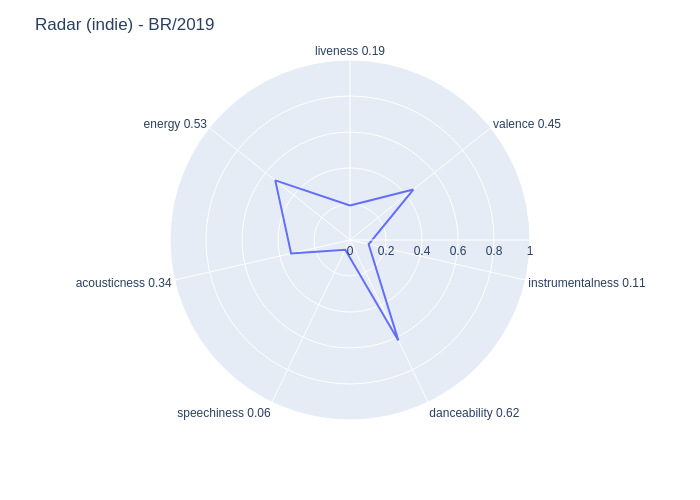 Radar (indie) - BR/2019
liveness 0.19
energy 0.53
valence 0.45
0 0.2 0.4 0.6 0.8 1
acousticness 0.34
instrumentalness 0.11
speechiness 0.06
danceability 0.62